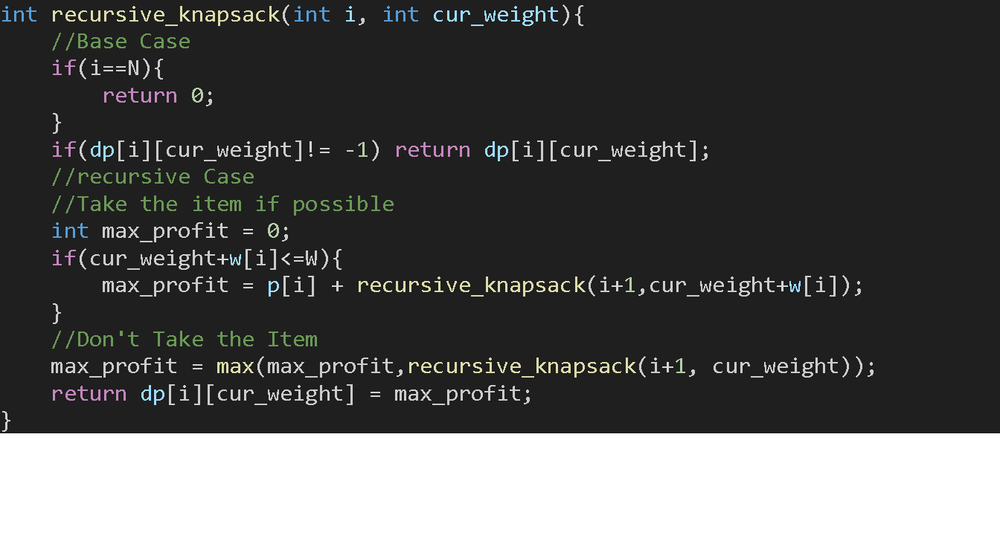 int recursive_knapsack(int i, int cur_weight){
    //Base Case
    if(i==N){
        return 0;
    }
    if(dp[i][cur_weight]!= -1) return dp[i][cur_weight];
    //recursive Case
    //Take the item if possible
    int max_profit = 0;
    if(cur_weight+w[i]<=W){
        max_profit = p[i] + recursive_knapsack(i+1,cur_weight+w[i]);
    }
    //Don't Take the Item
    max_profit = max(max_profit,recursive_knapsack(i+1, cur_weight));
    return dp[i][cur_weight] = max_profit;
}